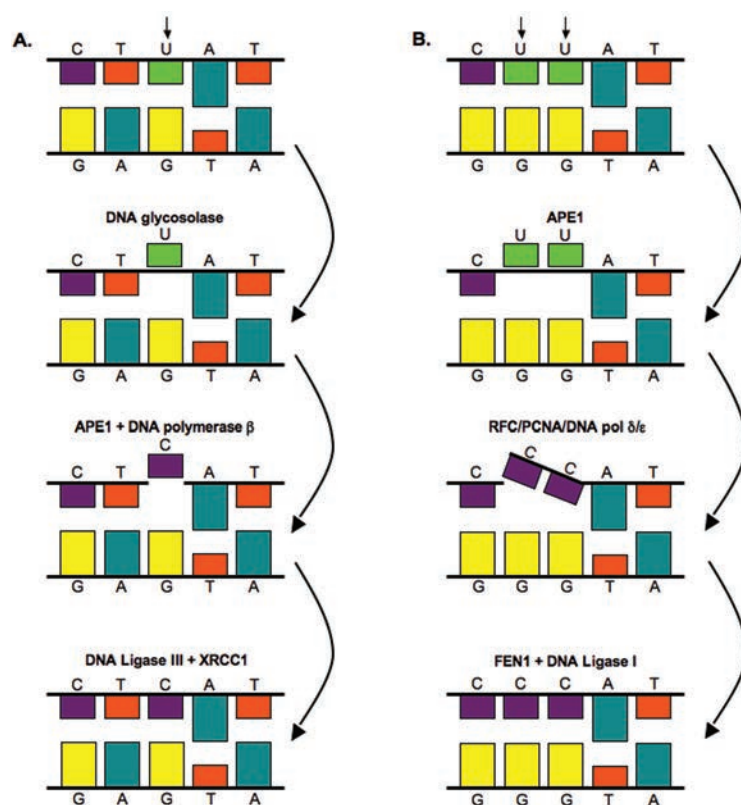 A.
C T U A T
G A G T A
DNA glycosolase
U
C T A T
G A G T A
APE1 + DNA polymerase β
C
C T A T
G A G T A
DNA Ligase III + XRCC1
C T C A T
G A G T A
B.
C U U A T
G G G T A
APE1
U U
C A T
G G G T A
RFC/PCNA/DNA pol δ/ε
C C
C A T
G G G T A
FEN1 + DNA Ligase I
C C C A T
G G G T A